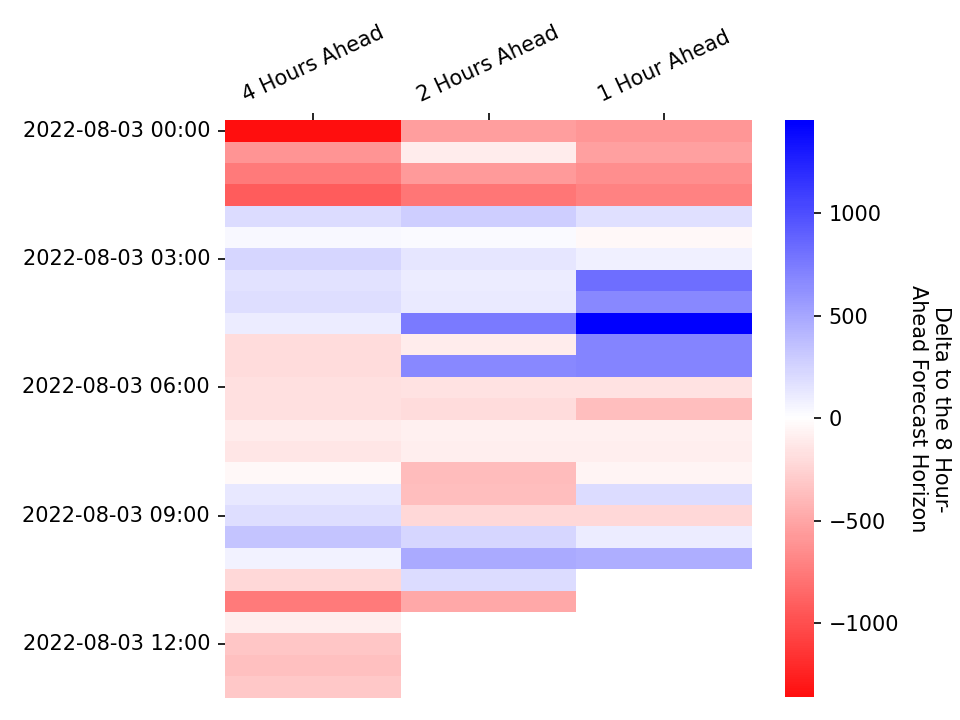 4 Hours Ahead
2 Hours Ahead
1 Hour Ahead
2022-08-03 00:00
2022-08-03 03:00
2022-08-03 06:00
2022-08-03 09:00
2022-08-03 12:00
1000
500
0
−500
−1000
Delta to the 8 Hour-
Ahead Forecast Horizon